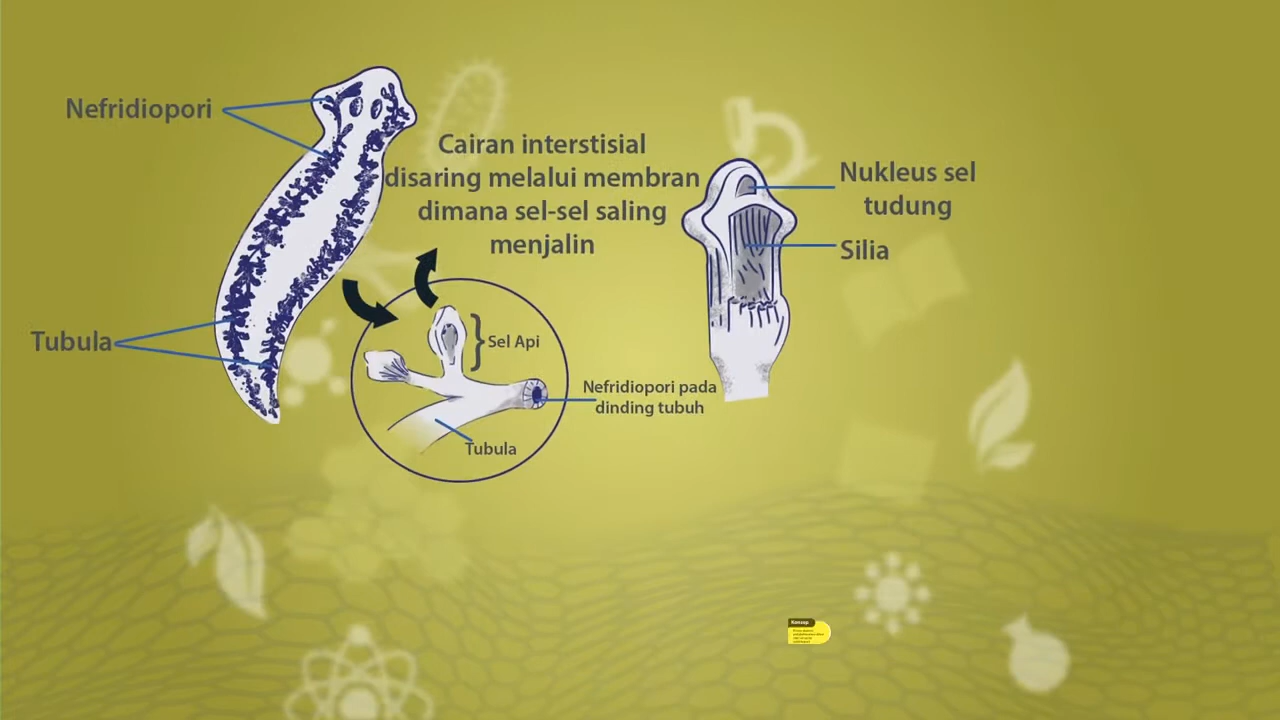 Nefridiopori
Cairan interstisial
disaring melalui membran
dimana sel-sel saling
menjalin
Nukleus sel
tudung
Silia
Tubula
Sel Api
Nefridiopori pada
dinding tubuh
Tubula
Konsep